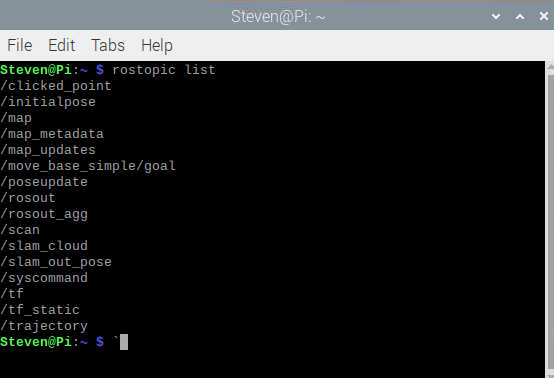 Steven@Pi: ~
File Edit Tabs Help
Steven@Pi:~ $ rostopic list
/clicked_point
/initialpose
/map
/map_metadata
/map_updates
/move_base_simple/goal
/poseupdate
/rosout
/rosout_agg
/scan
/slam_cloud
/slam_out_pose
/syscommand
/tf
/tf_static
/trajectory
Steven@Pi:~ $ `